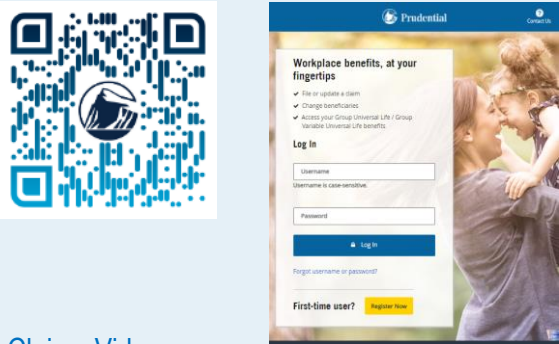 Prudential
Contact Us
Workplace benefits, at your
fingertips
✓ File or update a claim
✓ Change beneficiaries
✓ Access your Group Universal Life / Group
Variable Universal Life benefits
Log In
Username
Username is case-sensitive.
Password
Log In
Forgot username or password?
First-time user?
Register Now